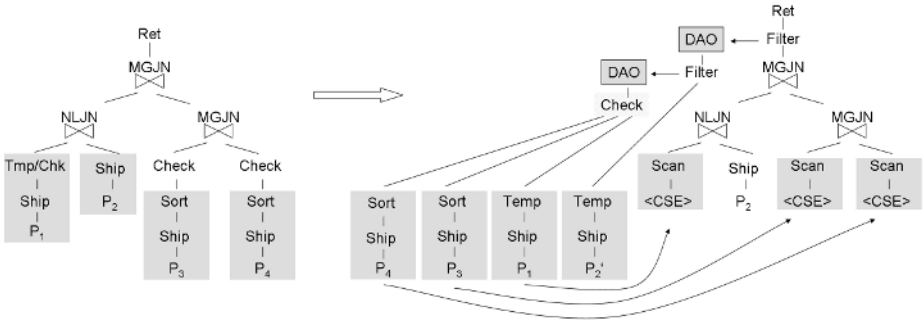 Ret
MGJN
NLJN MGJN
Tmp/Chk Ship Check Check
Ship P2 Sort Sort
P1 Ship Ship
P3 P4
Ret
DAO Filter
DAO Filter MGJN
Check
NLJN MGJN
Scan Ship Scan Scan
<CSE> P2 <CSE> <CSE>
Sort Sort Temp Temp
Ship Ship Ship Ship
P4 P3 P1 P2'